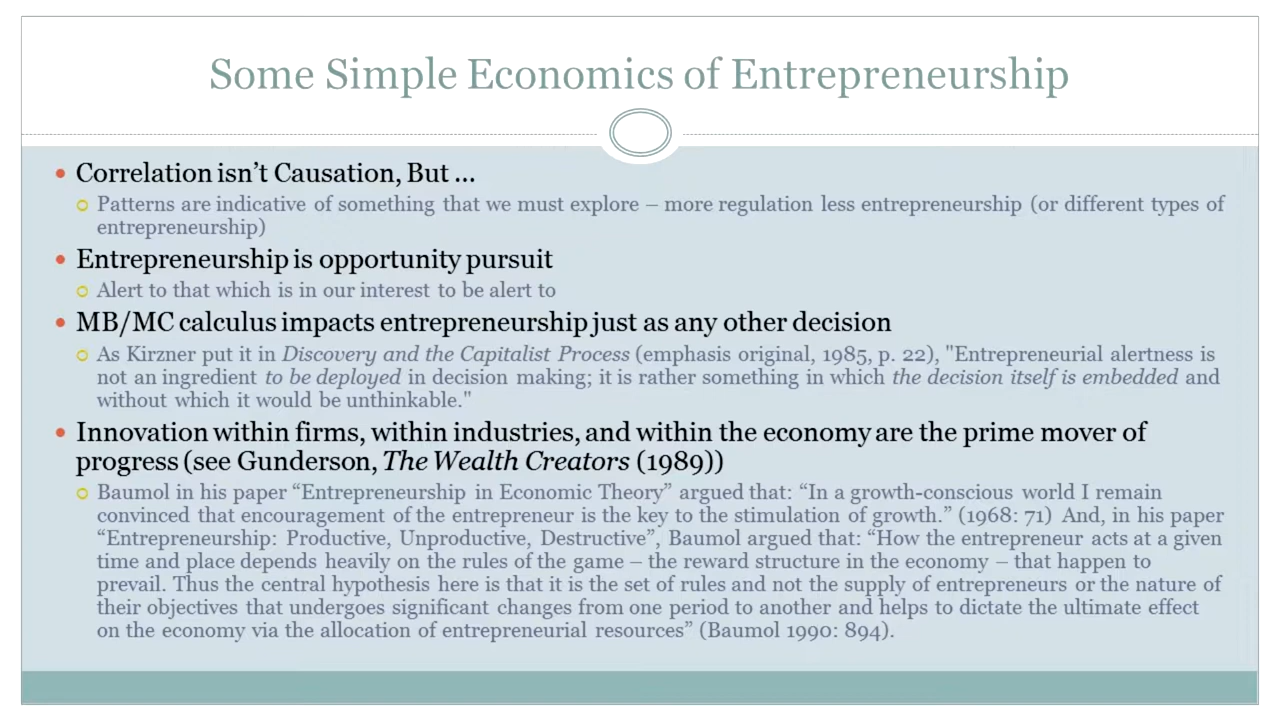 Some Simple Economics of Entrepreneurship
• Correlation isn’t Causation, But …
Patterns are indicative of something that we must explore – more regulation less entrepreneurship (or different types of
entrepreneurship)
• Entrepreneurship is opportunity pursuit
Alert to that which is in our interest to be alert to
• MB/MC calculus impacts entrepreneurship just as any other decision
As Kirzner put it in Discovery and the Capitalist Process (emphasis original, 1985, p. 22), "Entrepreneurial alertness is
not an ingredient to be deployed in decision making; it is rather something in which the decision itself is embedded and
without which it would be unthinkable."
• Innovation within firms, within industries, and within the economy are the prime mover of
progress (see Gunderson, The Wealth Creators (1989))
Baumol in his paper “Entrepreneurship in Economic Theory” argued that: “In a growth-conscious world I remain
convinced that encouragement of the entrepreneur is the key to the stimulation of growth.” (1968: 71) And, in his paper
“Entrepreneurship: Productive, Unproductive, Destructive”, Baumol argued that: “How the entrepreneur acts at a given
time and place depends heavily on the rules of the game – the reward structure in the economy – that happen to
prevail. Thus the central hypothesis here is that it is the set of rules and not the supply of entrepreneurs or the nature of
their objectives that undergoes significant changes from one period to another and helps to dictate the ultimate effect
on the economy via the allocation of entrepreneurial resources” (Baumol 1990: 894).